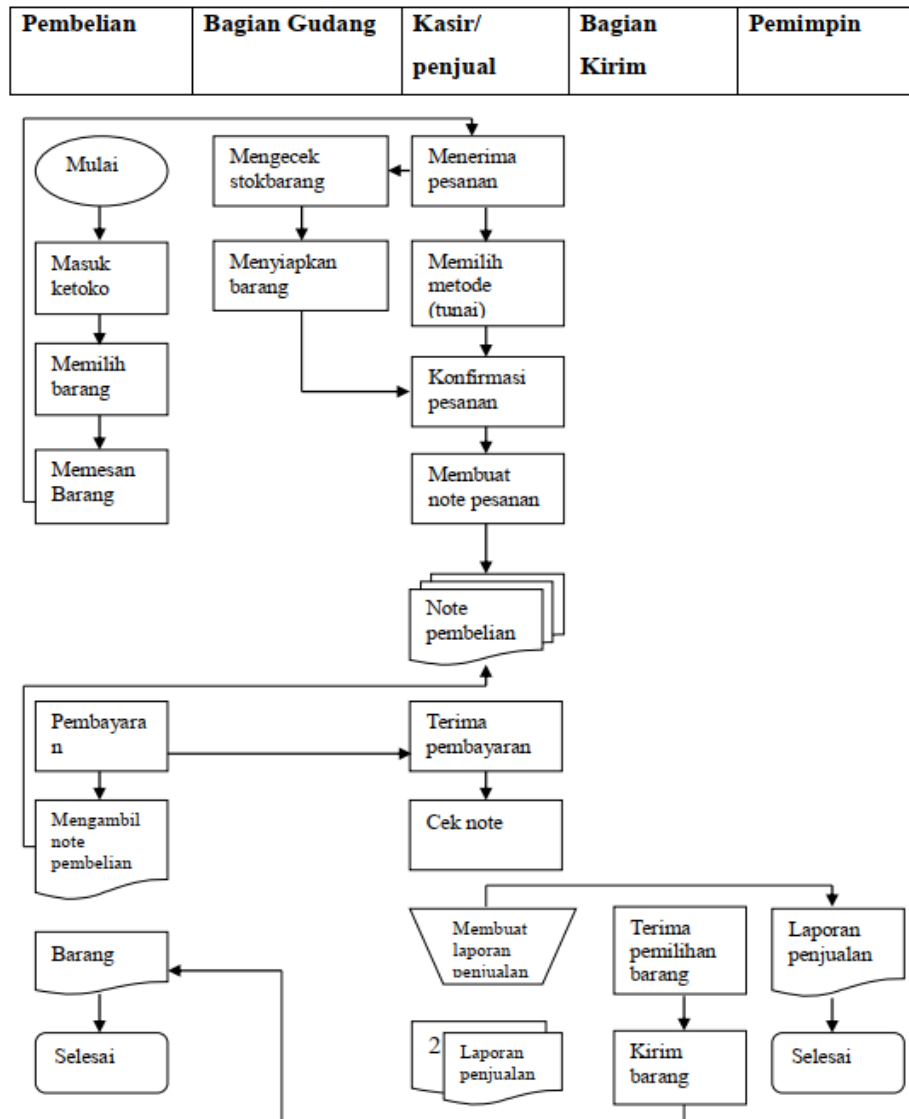 Pembelian
Bagian Gudang
Kasir/
penjual
Bagian
Kirim
Pemimpin
Mulai
Mengecek
stokbarang
Menerima
pesanan
Masuk
ketoko
Menyiapkan
barang
Memilih
metode
(tunai)
Memilih
barang
Konfirmasi
pesanan
Memesan
Barang
Membuat
note pesanan
Note
pembelian
Pembayara
n
Terima
pembayaran
Mengambil
note
pembelian
Cek note
Barang
Membuat
laporan
penjualan
Terima
pemilihan
barang
Laporan
penjualan
Selesai
2
Laporan
penjualan
Kirim
barang
Selesai